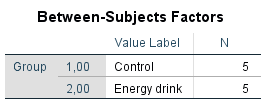 Between-Subjects Factors
Value Label N
Group 1,00 Control 5
2,00 Energy drink 5